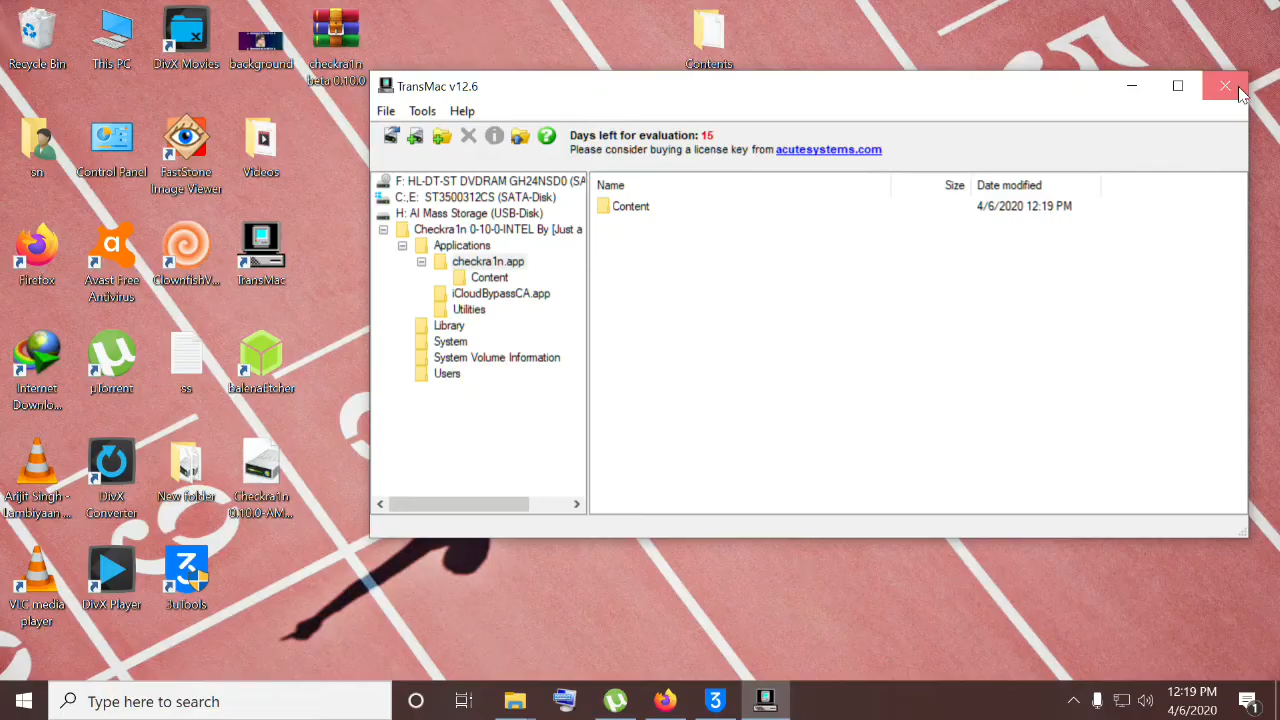 Recycle Bin
This PC
DivX Movies
background
checkra1n
beta 0.10.0
Contents
sn
Control Panel
FastStone
Image Viewer
Videos
Firefox
Avast Free
Antivirus
ClownfishV...
TransMac
Internet
Downlo...
µTorrent
ss
balenaEtcher
Arijit Singh -
Lambiyaan ...
DivX
Converter
New folder
Checkra1n
0.10.0-AM...
VLC media
player
DivX Player
3uTools
TransMac v12.6
File Tools Help
Days left for evaluation: 15
Please consider buying a license key from acutesystems.com
F: HL-DT-ST DVDRAM GH24NSD0 (SA
C:,E: ST3500312CS (SATA-Disk)
H: AI Mass Storage (USB-Disk)
Checkra1n 0-10-0-INTEL By [Just a
Applications
checkra1n.app
Content
iCloudBypassCA.app
Utilities
Library
System
System Volume Information
Users
Name Size Date modified
Content 4/6/2020 12:19 PM
Type here to search
12:19 PM
4/6/2020
1